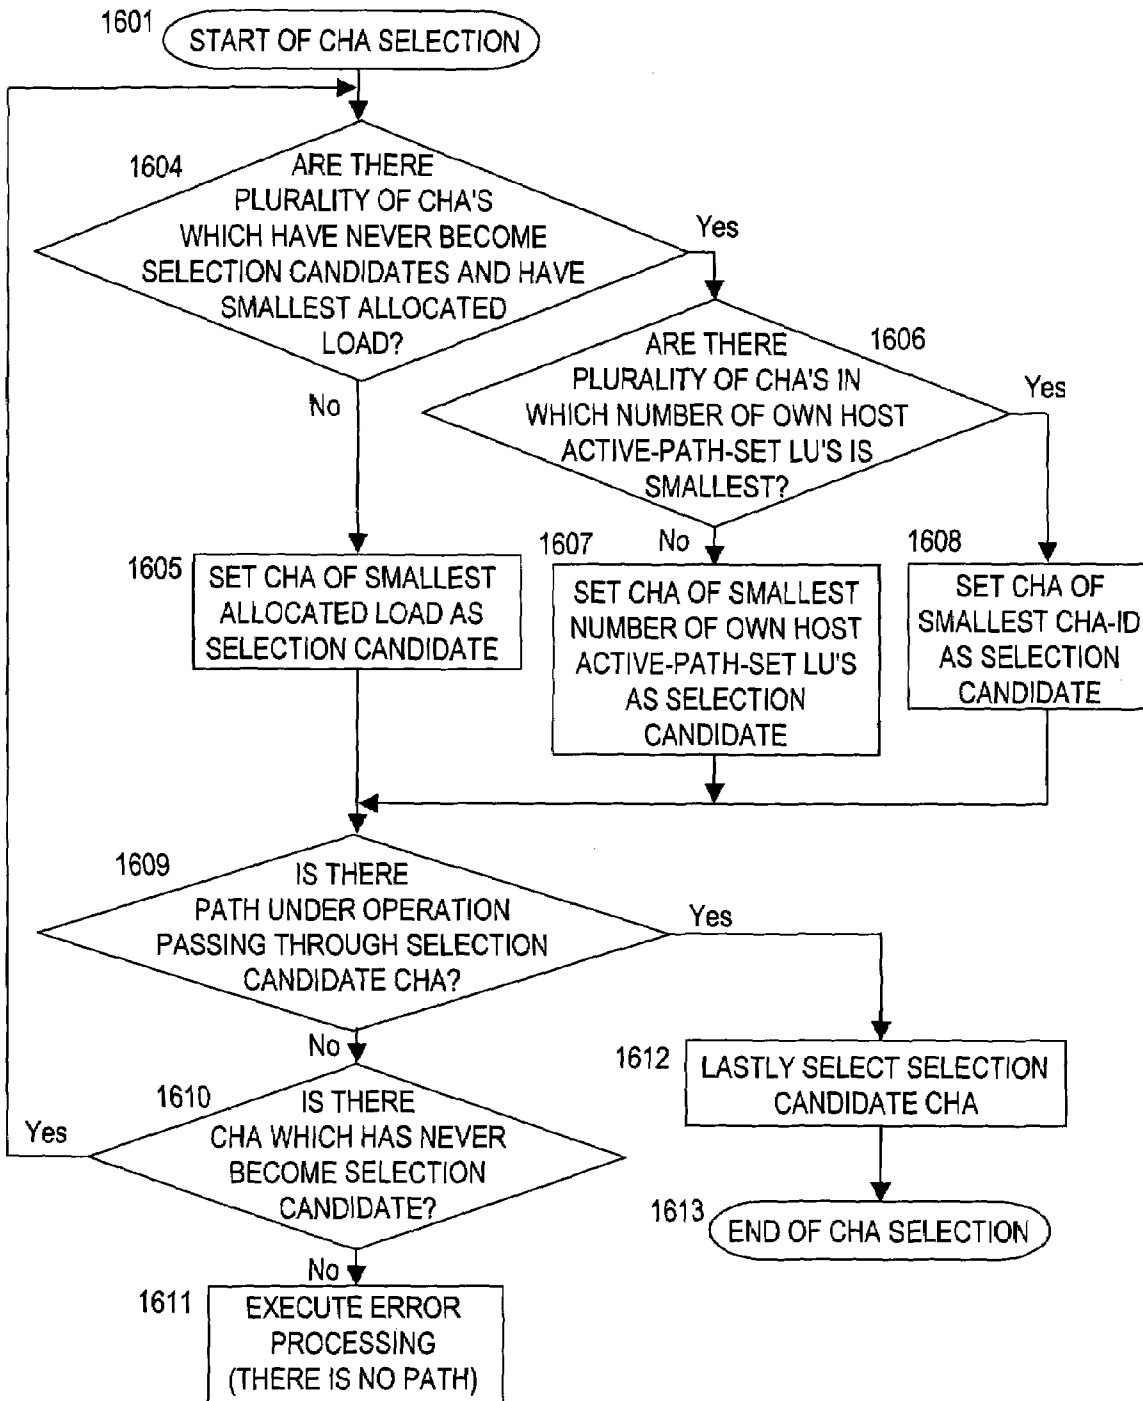 1601
START OF CHA SELECTION
1604
ARE THERE
PLURALITY OF CHA'S
WHICH HAVE NEVER BECOME
SELECTION CANDIDATES AND HAVE
SMALLEST ALLOCATED
LOAD?
Yes
No
1606
ARE THERE
PLURALITY OF CHA'S IN
WHICH NUMBER OF OWN HOST
ACTIVE-PATH-SET LU'S IS
SMALLEST?
Yes
No
1605
SET CHA OF SMALLEST
ALLOCATED LOAD AS
SELECTION CANDIDATE
1607
SET CHA OF SMALLEST
NUMBER OF OWN HOST
ACTIVE-PATH-SET LU'S
AS SELECTION
CANDIDATE
1608
SET CHA OF
SMALLEST CHA-ID
AS SELECTION
CANDIDATE
1609
IS THERE
PATH UNDER OPERATION
PASSING THROUGH SELECTION
CANDIDATE CHA?
Yes
No
1610
IS THERE
CHA WHICH HAS NEVER
BECOME SELECTION
CANDIDATE?
Yes
No
1612
LASTLY SELECT SELECTION
CANDIDATE CHA
1613
END OF CHA SELECTION
1611
EXECUTE ERROR
PROCESSING
(THERE IS NO PATH)